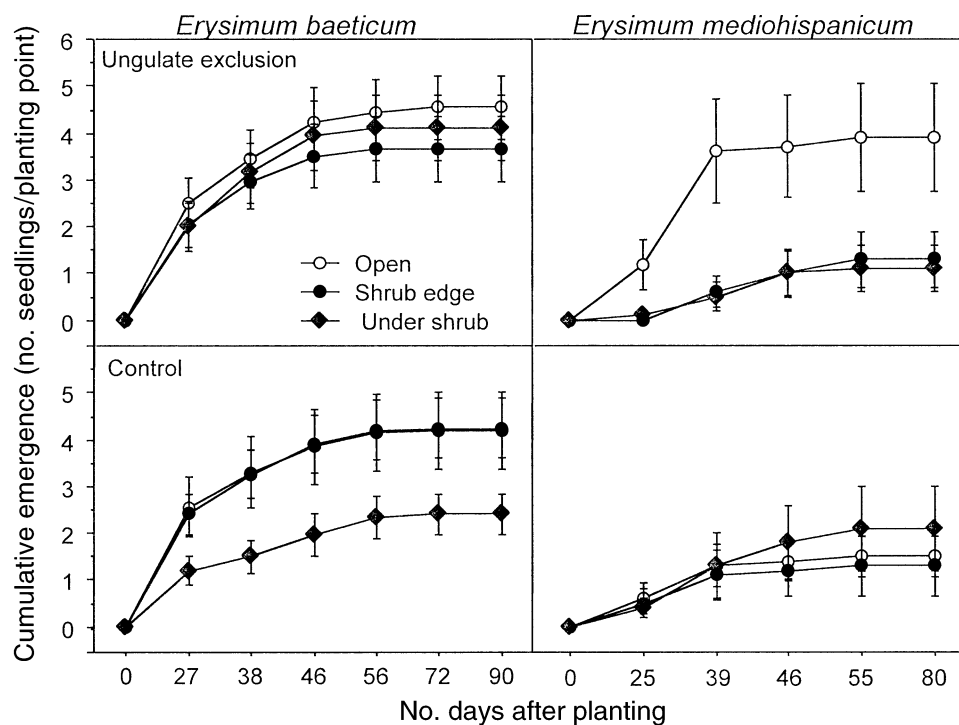 Erysimum baeticum
Erysimum mediohispanicum
Cumulative emergence (no. seedlings/planting point)
6
Ungulate exclusion
5
4
3
2
1
0
Open
Shrub edge
Under shrub
Control
5
4
3
2
1
0
0 27 38 46 56 72 90
0 25 39 46 55 80
No. days after planting